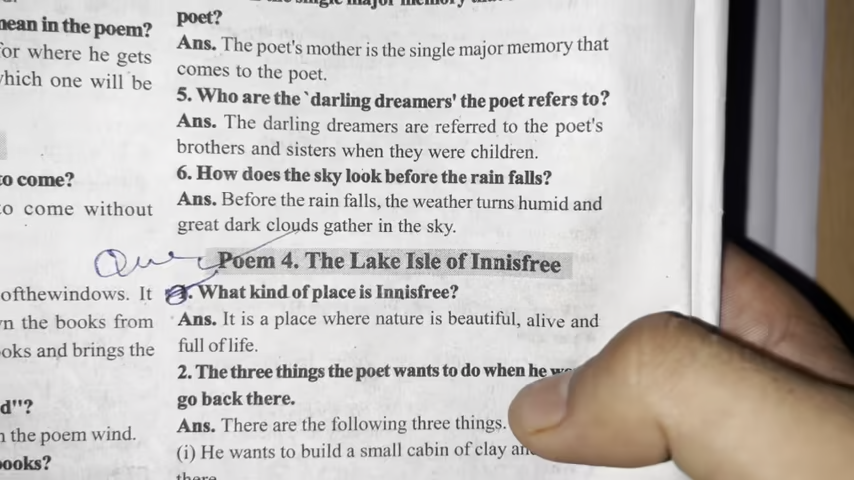 mean in the poem?
for where he gets
which one will be
to come?
to come without
ofthewindows. It
n the books from
oks and brings the
d"?
n the poem wind.
ooks?
poet?
Ans. The poet's mother is the single major memory that
comes to the poet.
5. Who are the `darling dreamers' the poet refers to?
Ans. The darling dreamers are referred to the poet's
brothers and sisters when they were children.
6. How does the sky look before the rain falls?
Ans. Before the rain falls, the weather turns humid and
great dark clouds gather in the sky.
Que
Poem 4. The Lake Isle of Innisfree
. What kind of place is Innisfree?
Ans. It is a place where nature is beautiful, alive and
full of life.
2. The three things the poet wants to do when he
go back there.
Ans. There are the following three things.
(i) He wants to build a small cabin of clay
there